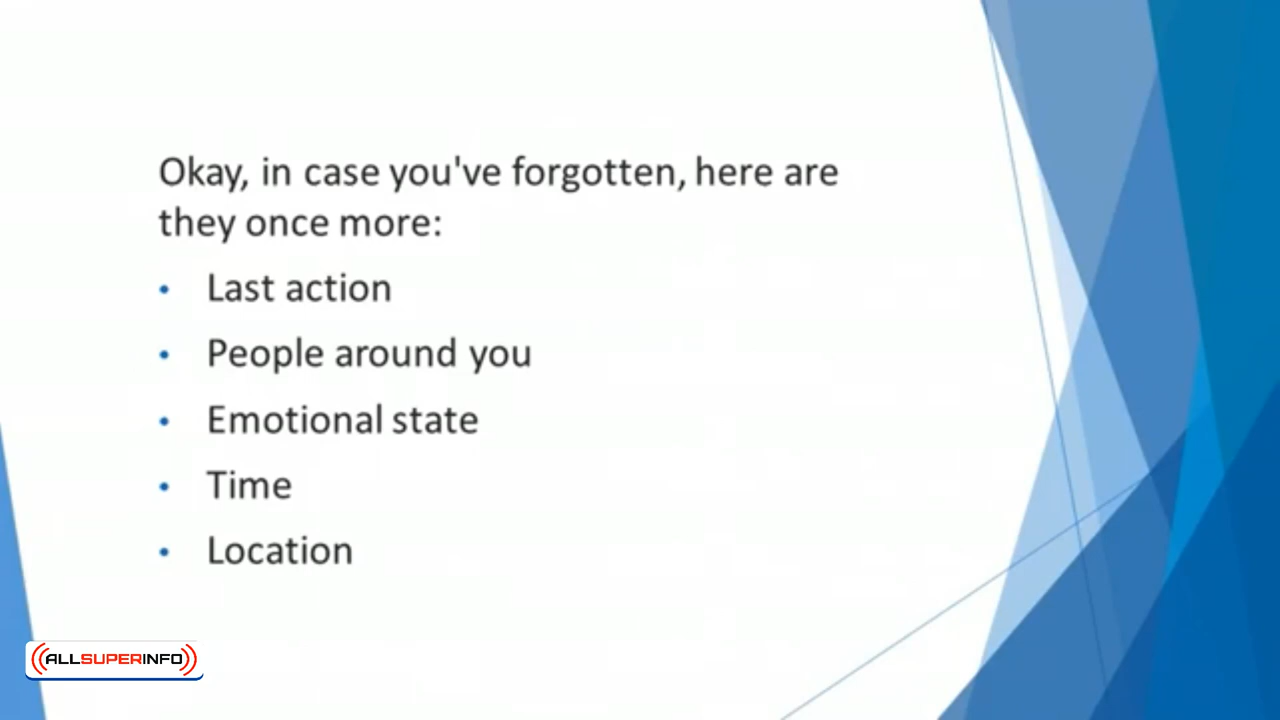 Okay, in case you've forgotten, here are
they once more:
• Last action
• People around you
• Emotional state
• Time
• Location
((ALLSUPERINFO))